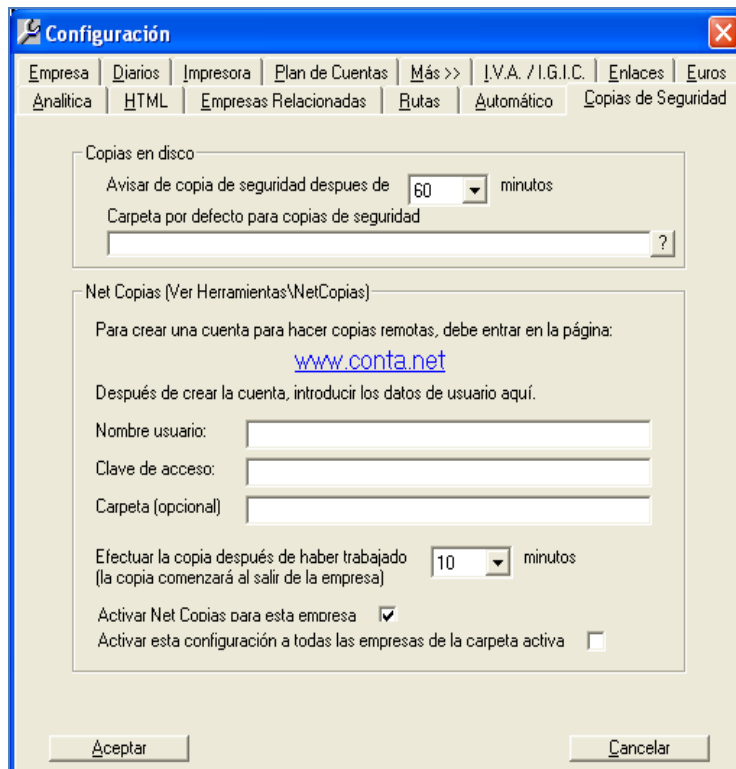 Configuración
Empresa Diarios Impresora Plan de Cuentas Más >> I.V.A. / I.G.I.C. Enlaces Euros
Analitica HTML Empresas Relacionadas Rutas Automático Copias de Seguridad
Copias en disco
Avisar de copia de seguridad despues de 60 minutos
Carpeta por defecto para copias de seguridad
?
Net Copias (Ver Herramientas\NetCopias)
Para crear una cuenta para hacer copias remotas, debe entrar en la página:
www.conta.net
Después de crear la cuenta, introducir los datos de usuario aquí.
Nombre usuario:
Clave de acceso:
Carpeta (opcional)
Efectuar la copia después de haber trabajado 10 minutos
(la copia comenzará al salir de la empresa)
Activar Net Copias para esta empresa
Activar esta configuración a todas las empresas de la carpeta activa
Aceptar Cancelar